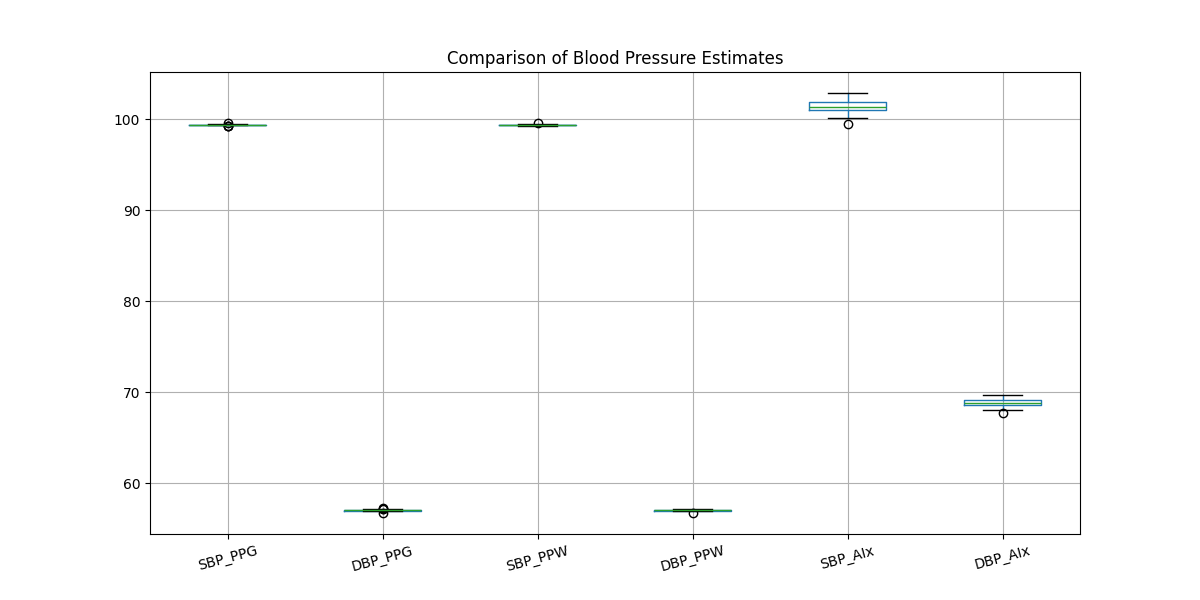 Comparison of Blood Pressure Estimates
100
90
80
70
60
SBP_PPG
DBP_PPG
SBP_PPW
DBP_PPW
SBP_AIx
DBP_AIx